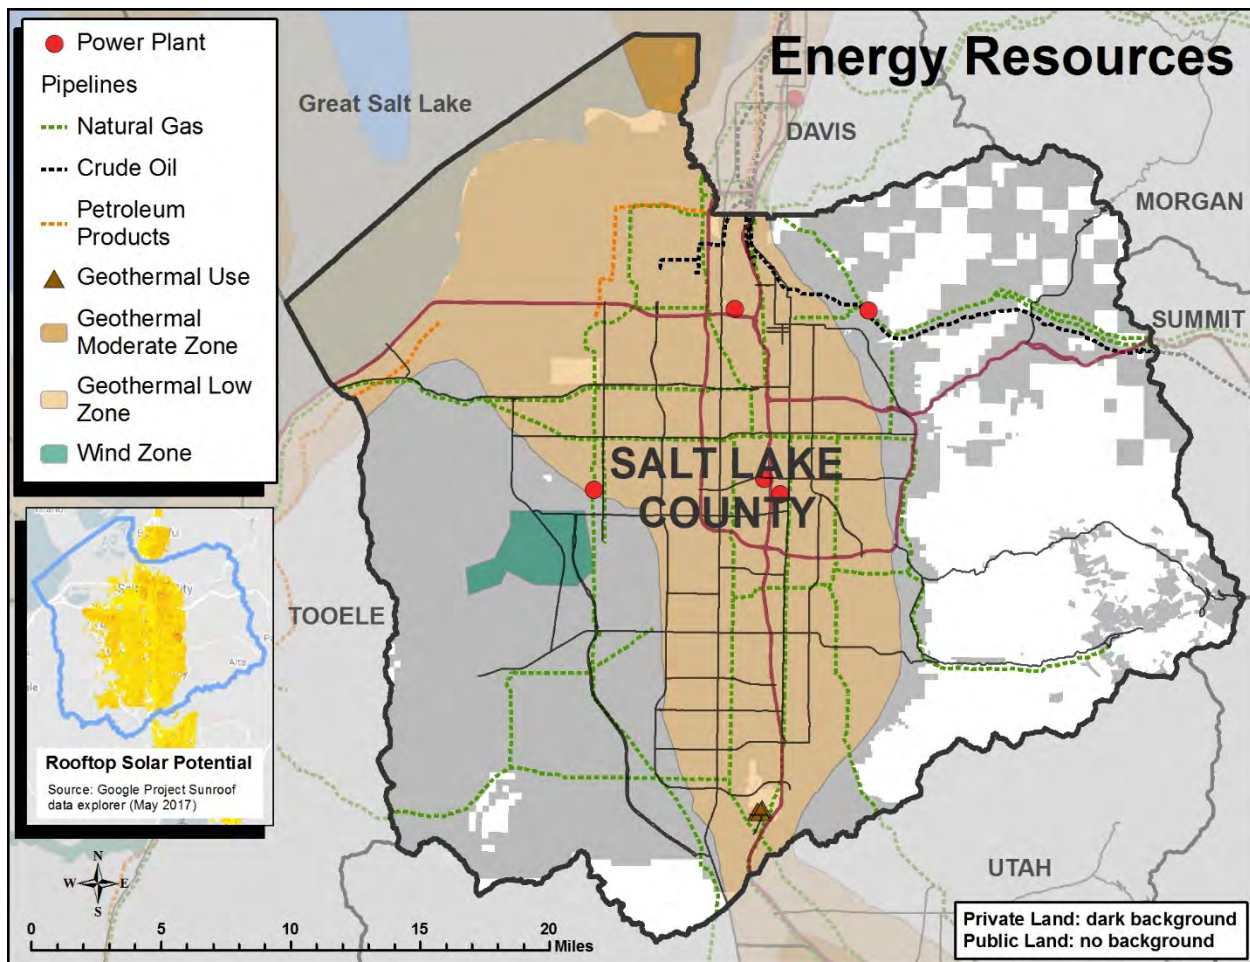 Energy Resources
Power Plant
Pipelines
Natural Gas
Crude Oil
Petroleum
Products
Geothermal Use
Geothermal
Moderate Zone
Geothermal Low
Zone
Wind Zone
Great Salt Lake
DAVIS
MORGAN
SUMMIT
SALT LAKE
COUNTY
TOOELE
UTAH
Alta
Rooftop Solar Potential
Source: Google Project Sunroof
data explorer (May 2017)
N
W E
S
0 5 10 15 20
Miles
Private Land: dark background
Public Land: no background